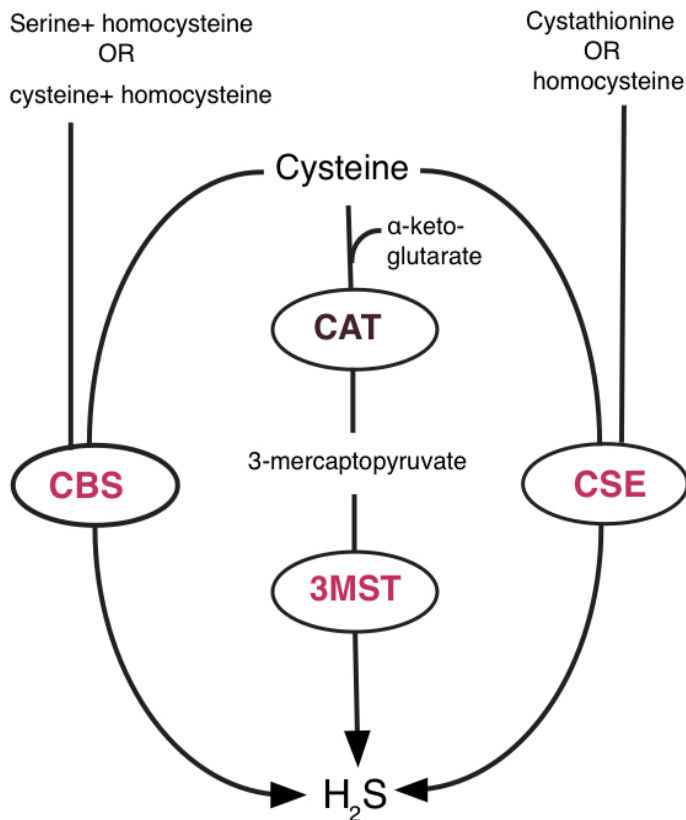 Serine+ homocysteine
OR
cysteine+ homocysteine
Cystathionine
OR
homocysteine
Cysteine
α-keto-
glutarate
CAT
3-mercaptopyruvate
CBS
CSE
3MST
H₂S